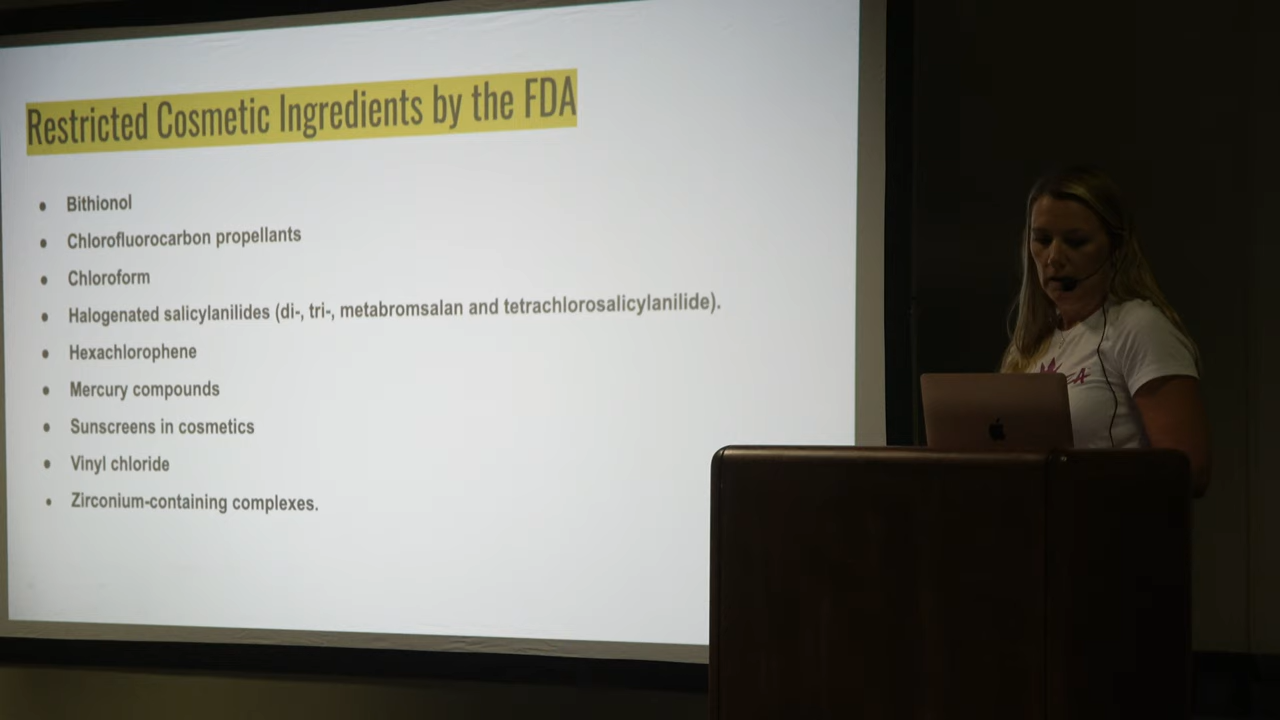 Restricted Cosmetic Ingredients by the FDA
● Bithionol
● Chlorofluorocarbon propellants
● Chloroform
● Halogenated salicylanilides (di-, tri-, metabromsalan and tetrachlorosalicylanilide).
● Hexachlorophene
● Mercury compounds
● Sunscreens in cosmetics
● Vinyl chloride
● Zirconium-containing complexes.